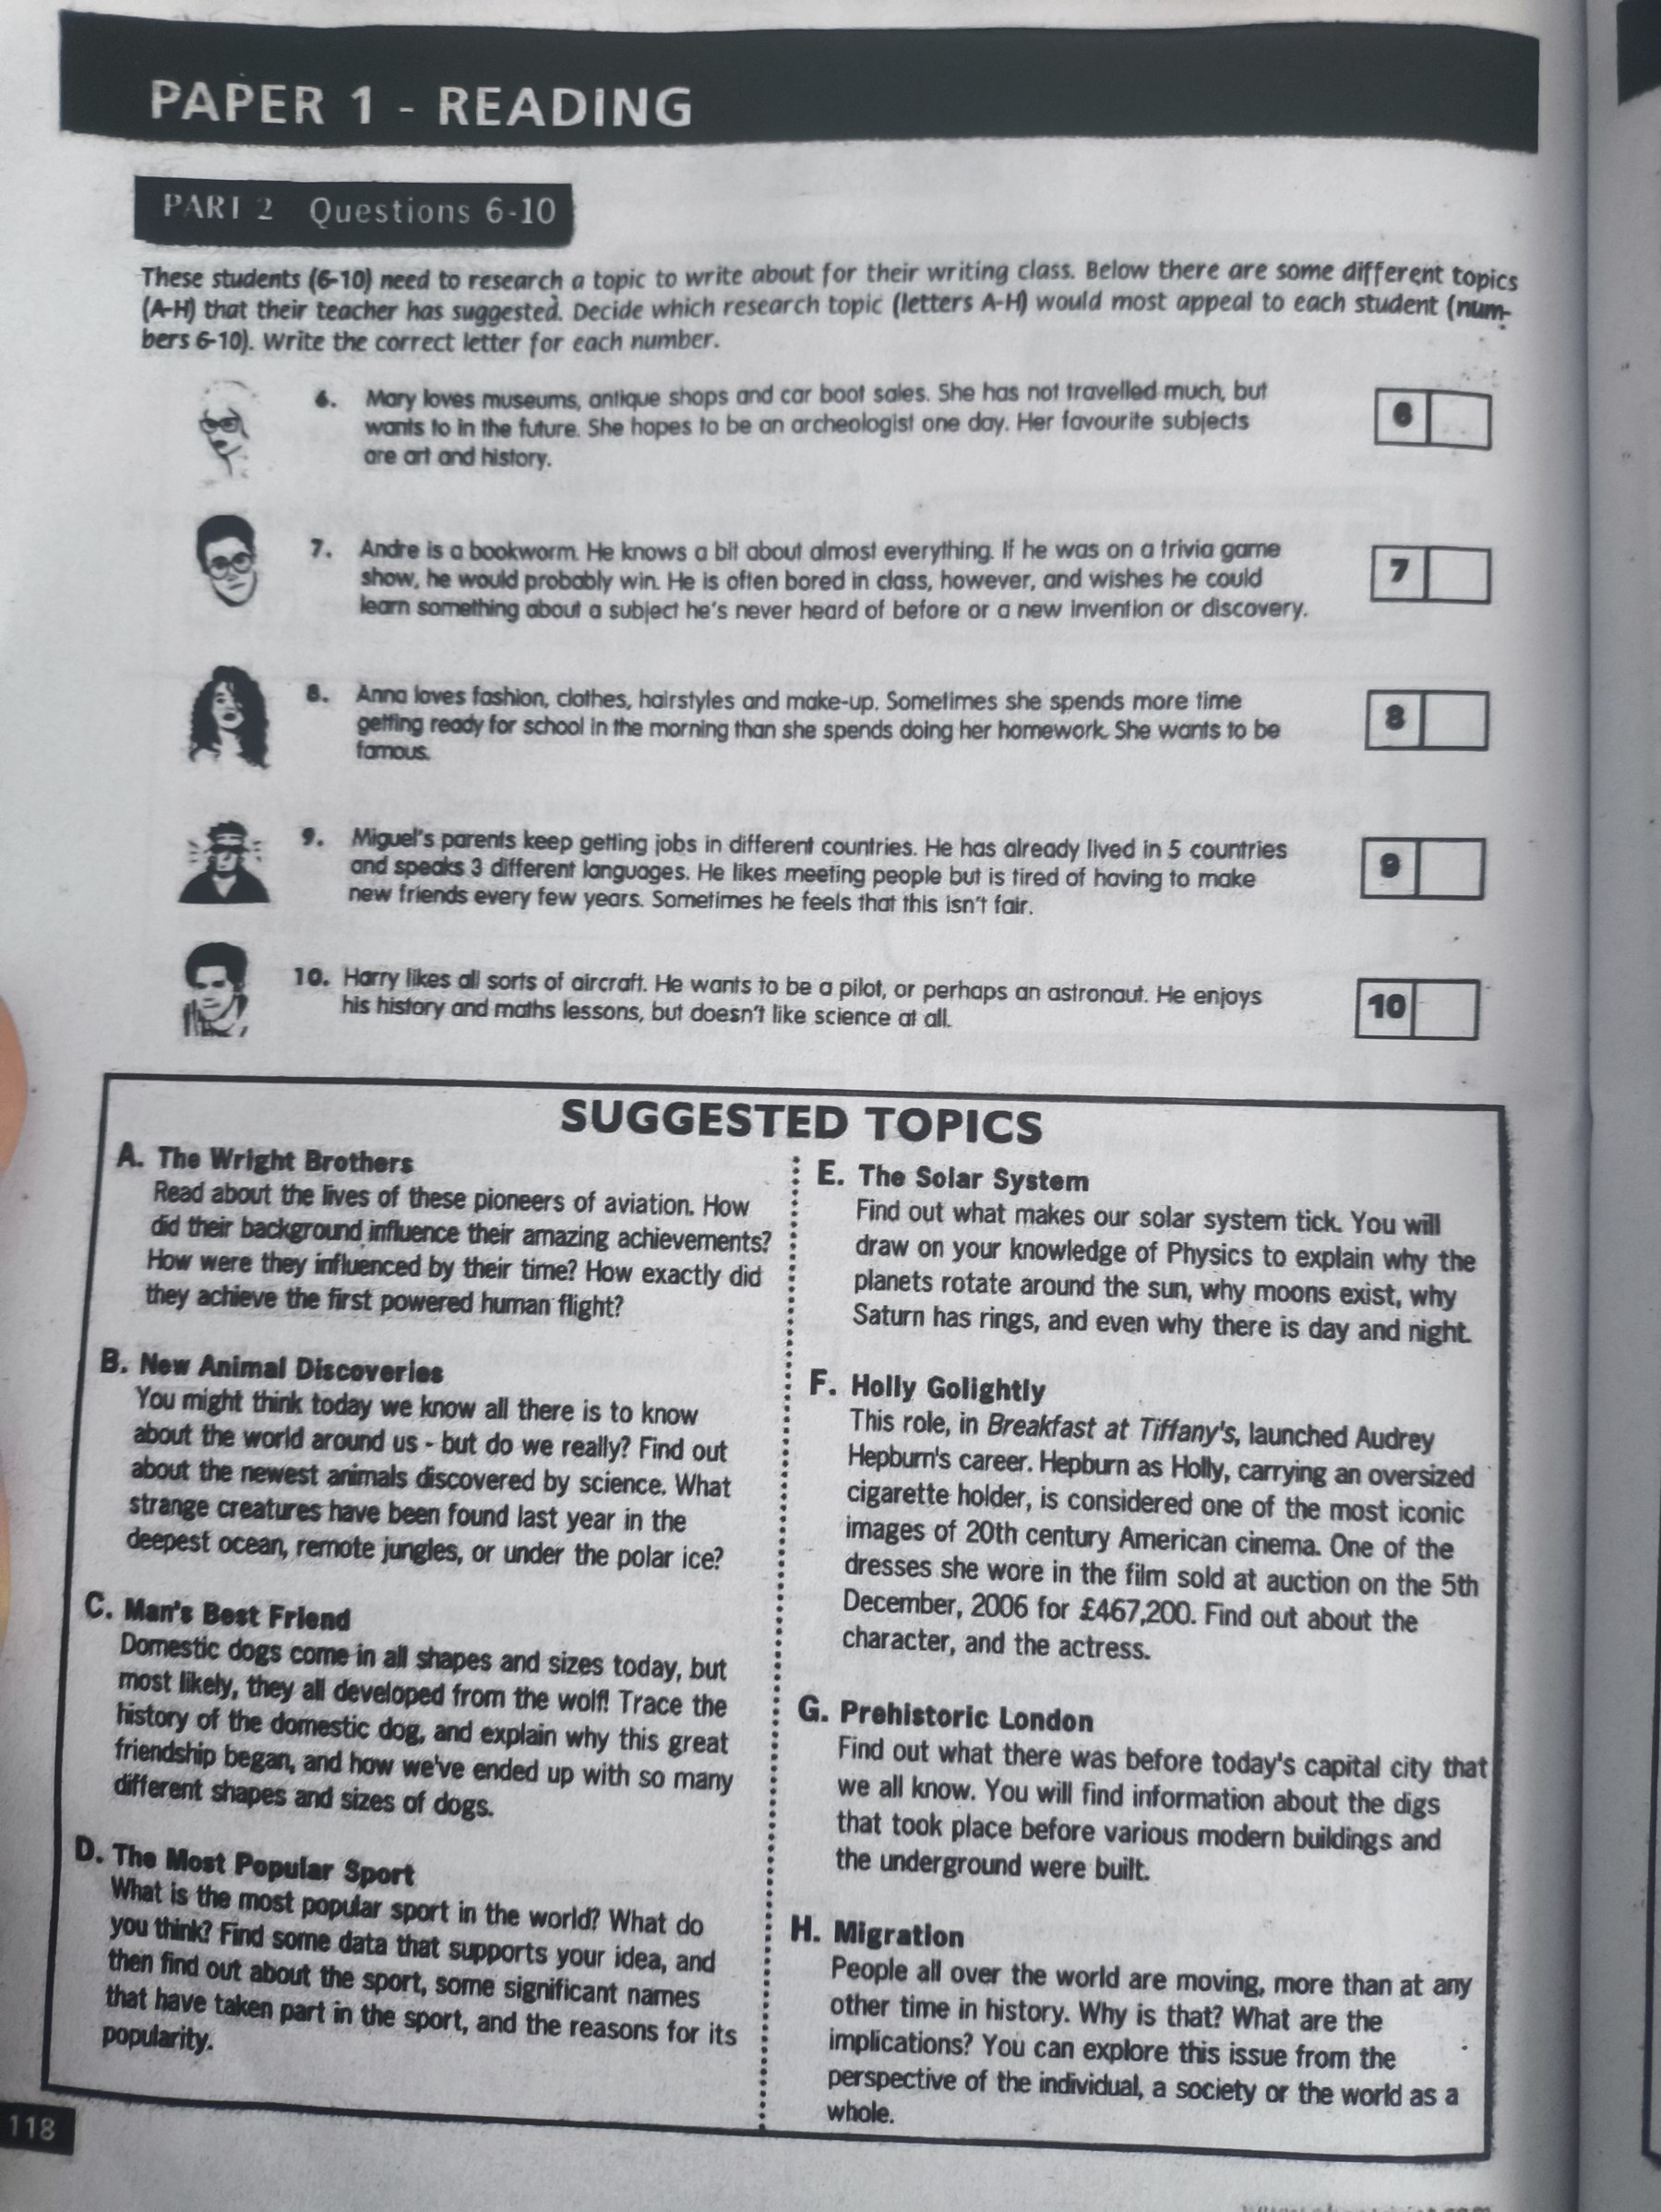 PAPER 1 - READING
PART 2 Questions 6-10
These students (6-10) need to research a topic to write about for their writing class. Below there are some different topics
(A-H) that their teacher has suggested. Decide which research topic (letters A-H) would most appeal to each student (num-
bers 6-10). Write the correct letter for each number.
6. Mary loves museums, antique shops and car boot sales. She has not travelled much, but
wants to in the future. She hopes to be an archeologist one day. Her favourite subjects
are art and history.
6
7. Andre is a bookworm. He knows a bit about almost everything. If he was on a trivia game
show, he would probably win. He is often bored in class, however, and wishes he could
learn something about a subject he's never heard of before or a new invention or discovery.
7
8. Anna loves fashion, clothes, hairstyles and make-up. Sometimes she spends more time
getting ready for school in the morning than she spends doing her homework. She wants to be
famous.
8
9. Miguel's parents keep getting jobs in different countries. He has already lived in 5 countries
and speaks 3 different languages. He likes meeting people but is tired of having to make
new friends every few years. Sometimes he feels that this isn't fair.
9
10. Harry likes all sorts of aircraft. He wants to be a pilot, or perhaps an astronaut. He enjoys
his history and maths lessons, but doesn't like science at all.
10
SUGGESTED TOPICS
A. The Wright Brothers
Read about the lives of these pioneers of aviation. How
did their background influence their amazing achievements?
How were they influenced by their time? How exactly did
they achieve the first powered human flight?
B. New Animal Discoveries
You might think today we know all there is to know
about the world around us - but do we really? Find out
about the newest animals discovered by science. What
strange creatures have been found last year in the
deepest ocean, remote jungles, or under the polar ice?
C. Man's Best Friend
Domestic dogs come in all shapes and sizes today, but
most likely, they all developed from the wolf! Trace the
history of the domestic dog, and explain why this great
friendship began, and how we've ended up with so many
different shapes and sizes of dogs.
D. The Most Popular Sport
What is the most popular sport in the world? What do
you think? Find some data that supports your idea, and
then find out about the sport, some significant names
that have taken part in the sport, and the reasons for its
popularity.
E. The Solar System
Find out what makes our solar system tick. You will
draw on your knowledge of Physics to explain why the
planets rotate around the sun, why moons exist, why
Saturn has rings, and even why there is day and night.
F. Holly Golightly
This role, in Breakfast at Tiffany's, launched Audrey
Hepburn's career. Hepburn as Holly, carrying an oversized
cigarette holder, is considered one of the most iconic
images of 20th century American cinema. One of the
dresses she wore in the film sold at auction on the 5th
December, 2006 for £467,200. Find out about the
character, and the actress.
G. Prehistoric London
Find out what there was before today's capital city that
we all know. You will find information about the digs
that took place before various modern buildings and
the underground were built.
H. Migration
People all over the world are moving, more than at any
other time in history. Why is that? What are the
implications? You can explore this issue from the
perspective of the individual, a society or the world as a
whole.
118